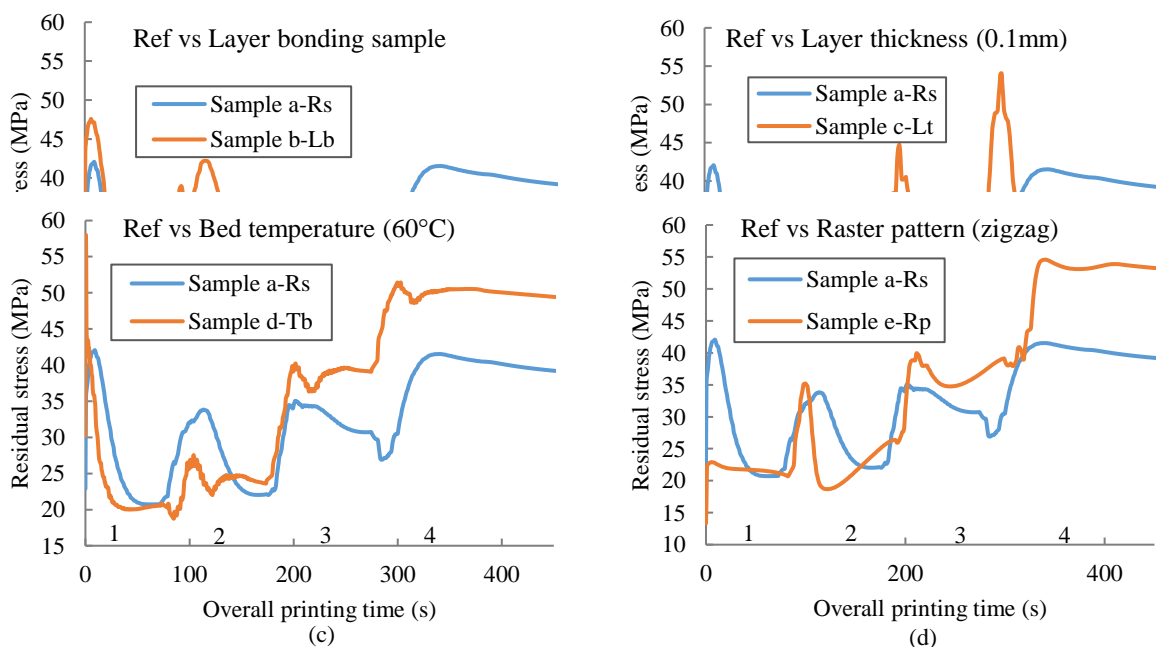 Ref vs Layer bonding sample
60
55
50
45
40
ress (MPa)
Sample a-Rs
Sample b-Lb
Ref vs Layer thickness (0.1mm)
60
55
50
45
40
ess (MPa)
Sample a-Rs
Sample c-Lt
Ref vs Bed temperature (60°C)
60
55
50
45
40
35
30
25
20
15
Residual stress (MPa)
Sample a-Rs
Sample d-Tb
1 2 3 4
0 100 200 300 400
Overall printing time (s)
(c)
Ref vs Raster pattern (zigzag)
60
55
50
45
40
35
30
25
20
15
10
Residual stress (MPa)
Sample a-Rs
Sample e-Rp
1 2 3 4
0 200 400
Overall printing time (s)
(d)